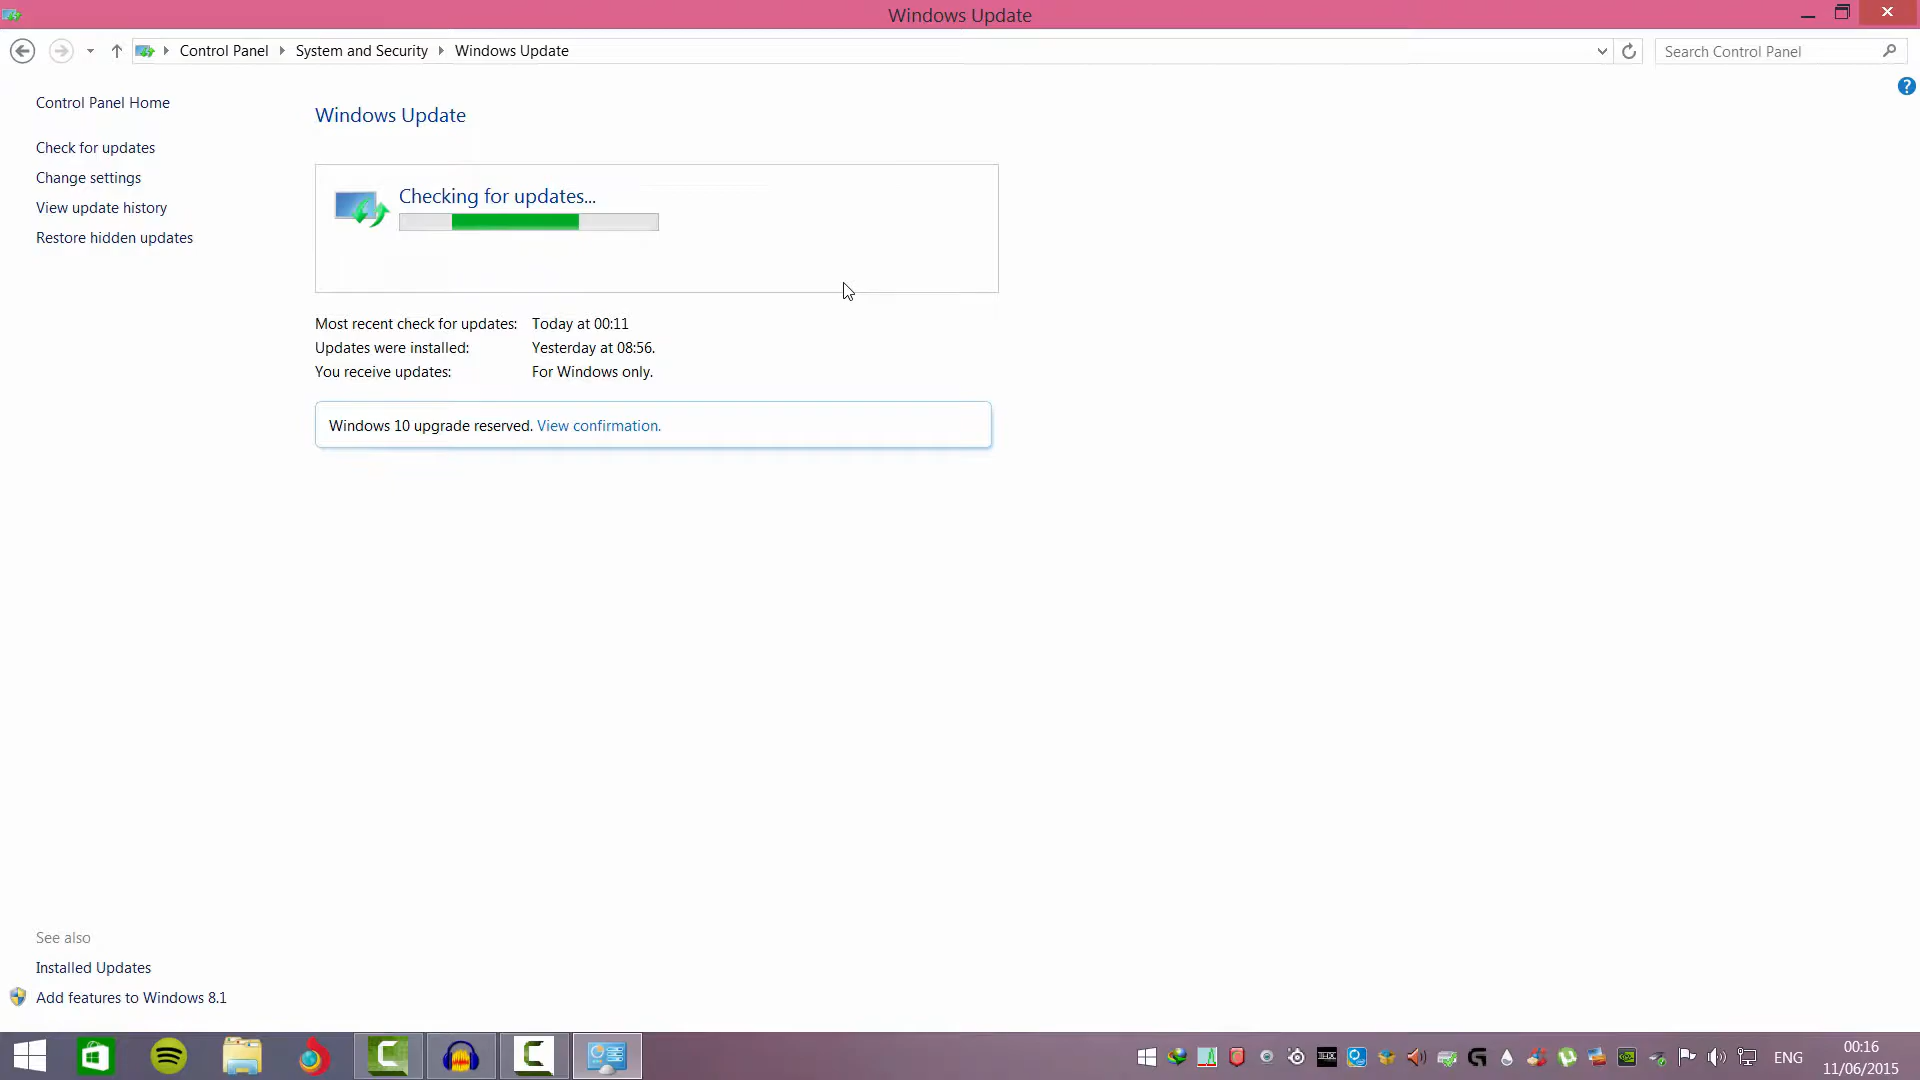 Windows Update
Control Panel System and Security Windows Update
Search Control Panel
Control Panel Home
Check for updates
Change settings
View update history
Restore hidden updates
Windows Update
Checking for updates...
Most recent check for updates: Today at 00:11
Updates were installed: Yesterday at 08:56.
You receive updates: For Windows only.
Windows 10 upgrade reserved. View confirmation.
See also
Installed Updates
Add features to Windows 8.1
THX
ENG
00:16
11/06/2015